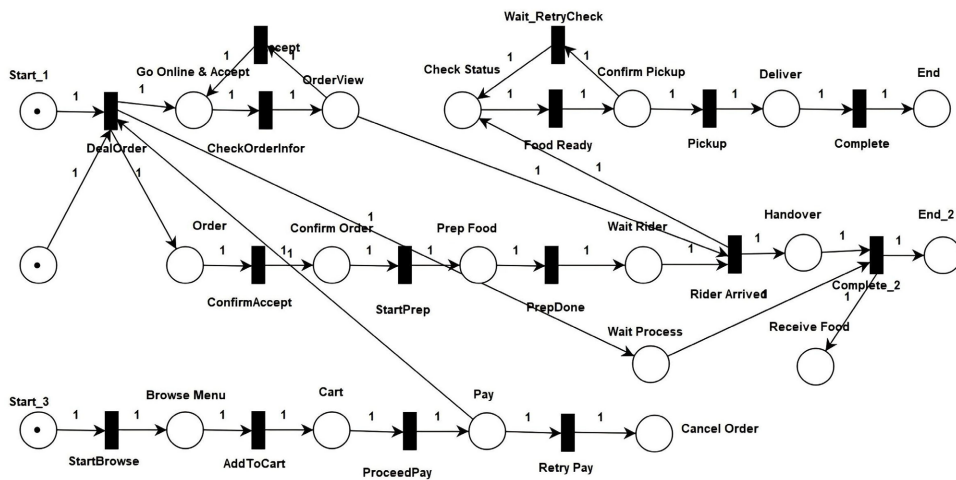 Wait_RetryCheck
1 1 ccept 1 1 1
Start_1 Go Online & Accept OrderView Check Status Confirm Pickup Deliver End
1 1 1 1 1 1 1 1 1 1
DealOrder CheckOrderInfor Food Ready Pickup Complete
1 1 1 1
Order Confirm Order 1 Prep Food Wait Rider Handover End_2
1 1 1 1 1 1 1 1 1 1 1 1
ConfirmAccept StartPrep PrepDone Rider Arrived 1 Complete_2
1
Wait Process Receive Food
Start_3 Browse Menu Cart Pay
1 1 1 1 1 1 1 1
Cancel Order
StartBrowse AddToCart ProceedPay Retry Pay